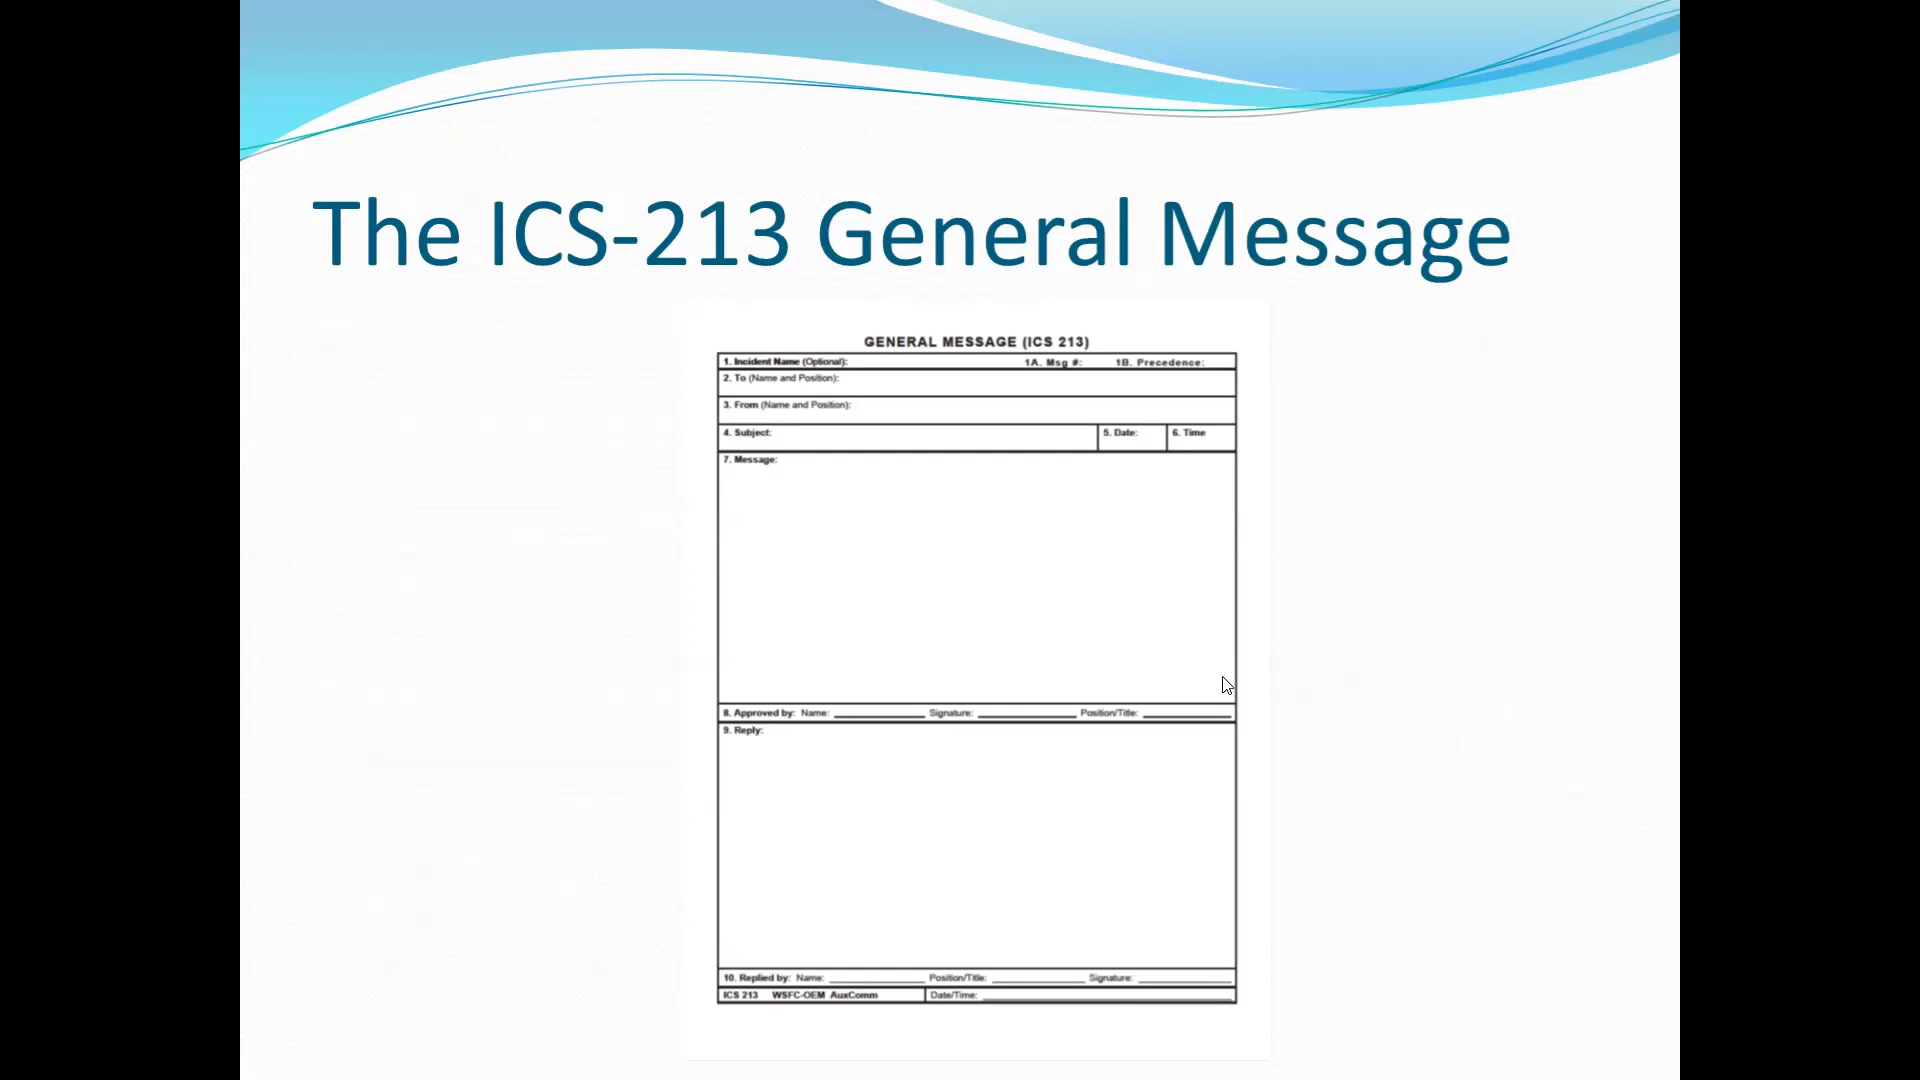 The ICS-213 General Message
GENERAL MESSAGE (ICS 213)
1. Incident Name (Optional): 1A. Msg #: 1B. Precedence:
2. To (Name and Position):
3. From (Name and Position):
4. Subject: 5. Date: 6. Time
7. Message:
8. Approved by: Name: Signature: Position/Title:
9. Reply:
10. Replied by: Name: Position/Title: Signature:
ICS 213 WSFC-OEM AuxComm Date/Time: